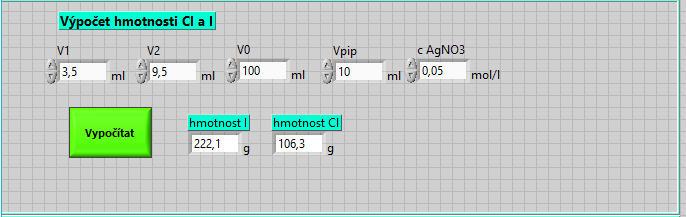 Výpočet hmotnosti Cl a I
V1 V2 V0 Vpip c AgNO3
3,5 ml 9,5 ml 100 ml 10 ml 0,05 mol/l
Vypočítat
hmotnost I hmotnost Cl
222,1 g 106,3 g